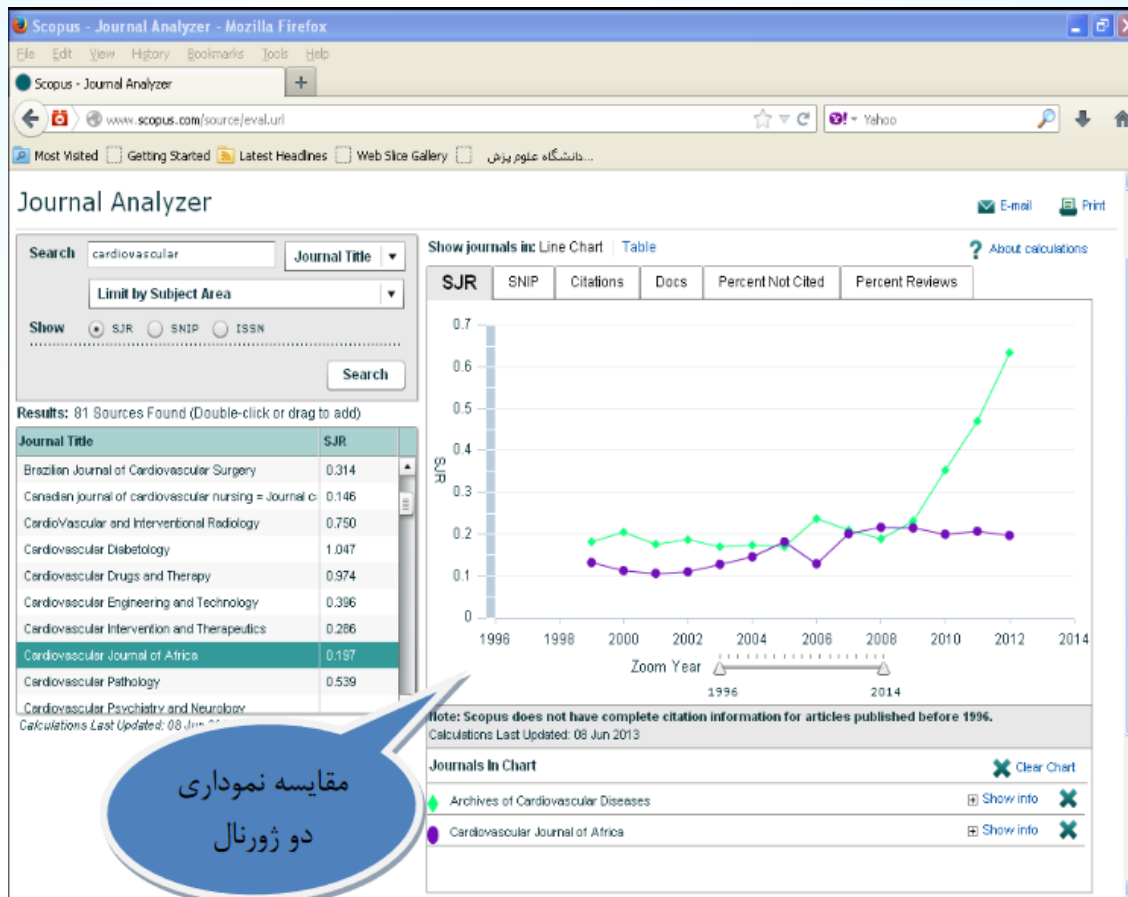 Scopus - Journal Analyzer - Mozilla Firefox
File Edit View History Bookmarks Tools Help
Scopus - Journal Analyzer +
www.scopus.com/source/eval.url Yahoo
Most Visited Getting Started Latest Headlines Web Slice Gallery دانشگاه علوم پزش...
Journal Analyzer
E-mail Print
Search cardiovascular Journal Title
Limit by Subject Area
Show SJR SNIP ISSN
Search
Results: 81 Sources Found (Double-click or drag to add)
Journal Title SJR
Brazilian Journal of Cardiovascular Surgery 0.314
Canadian journal of cardiovascular nursing = Journal c 0.146
CardioVascular and Interventional Radiology 0.750
Cardiovascular Diabetology 1.047
Cardiovascular Drugs and Therapy 0.974
Cardiovascular Engineering and Technology 0.396
Cardiovascular Intervention and Therapeutics 0.286
Cardiovascular Journal of Africa 0.197
Cardiovascular Pathology 0.539
Cardiovascular Psychiatry and Neurology
Calculations Last Updated: 08 Jun
Show journals in: Line Chart Table
? About calculations
SJR SNIP Citations Docs Percent Not Cited Percent Reviews
0.7
0.6
0.5
0.4
SJR
0.3
0.2
0.1
0
1996 1998 2000 2002 2004 2006 2008 2010 2012 2014
Zoom Year
1996 2014
Note: Scopus does not have complete citation information for articles published before 1996.
Calculations Last Updated: 08 Jun 2013
Journals in Chart Clear Chart
Archives of Cardiovascular Diseases Show info
Cardiovascular Journal of Africa Show info
مقایسه نموداری
دو ژورنال